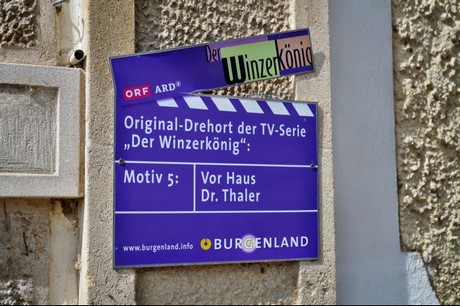 Der Winzerkönig
ORF ARD
Original-Drehort der TV-Serie
„Der Winzerkönig“:
Motiv 5: Vor Haus
Dr. Thaler
www.burgenland.info BURGENLAND